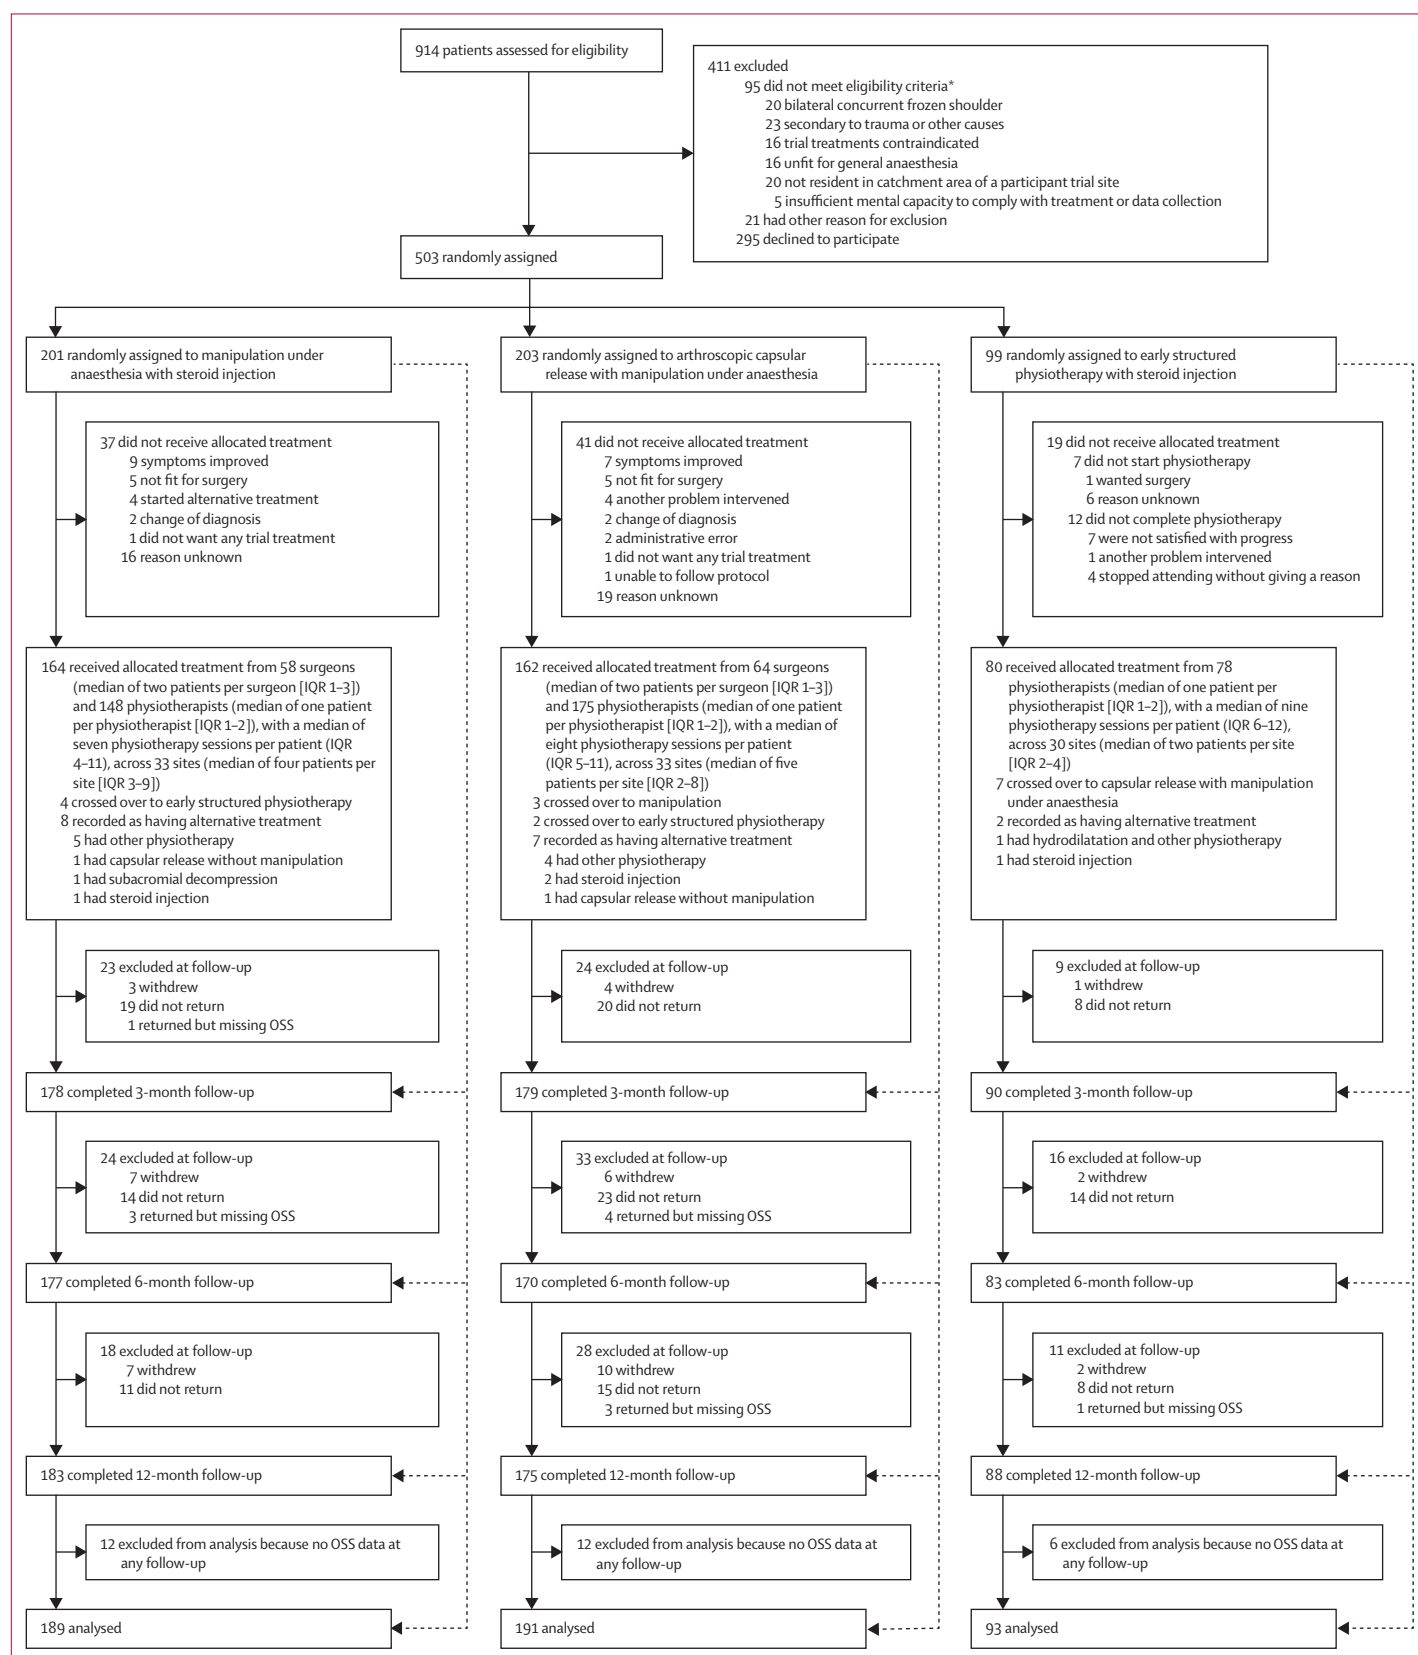 914 patients assessed for eligibility
411 excluded
95 did not meet eligibility criteria*
20 bilateral concurrent frozen shoulder
23 secondary to trauma or other causes
16 trial treatments contraindicated
16 unfit for general anaesthesia
20 not resident in catchment area of a participant trial site
5 insufficient mental capacity to comply with treatment or data collection
21 had other reason for exclusion
295 declined to participate
503 randomly assigned
201 randomly assigned to manipulation under
anaesthesia with steroid injection
203 randomly assigned to arthroscopic capsular
release with manipulation under anaesthesia
99 randomly assigned to early structured
physiotherapy with steroid injection
37 did not receive allocated treatment
9 symptoms improved
5 not fit for surgery
4 started alternative treatment
2 change of diagnosis
1 did not want any trial treatment
16 reason unknown
41 did not receive allocated treatment
7 symptoms improved
5 not fit for surgery
4 another problem intervened
2 change of diagnosis
2 administrative error
1 did not want any trial treatment
1 unable to follow protocol
19 reason unknown
19 did not receive allocated treatment
7 did not start physiotherapy
1 wanted surgery
6 reason unknown
12 did not complete physiotherapy
7 were not satisfied with progress
1 another problem intervened
4 stopped attending without giving a reason
164 received allocated treatment from 58 surgeons
(median of two patients per surgeon [IQR 1–3])
and 148 physiotherapists (median of one patient
per physiotherapist [IQR 1–2]), with a median of
seven physiotherapy sessions per patient (IQR
4–11), across 33 sites (median of four patients per
site [IQR 3–9])
4 crossed over to early structured physiotherapy
8 recorded as having alternative treatment
5 had other physiotherapy
1 had capsular release without manipulation
1 had subacromial decompression
1 had steroid injection
162 received allocated treatment from 64 surgeons
(median of two patients per surgeon [IQR 1–3])
and 175 physiotherapists (median of one patient
per physiotherapist [IQR 1–2]), with a median of
eight physiotherapy sessions per patient
(IQR 5–11), across 33 sites (median of five
patients per site [IQR 2–8])
3 crossed over to manipulation
2 crossed over to early structured physiotherapy
7 recorded as having alternative treatment
4 had other physiotherapy
2 had steroid injection
1 had capsular release without manipulation
80 received allocated treatment from 78
physiotherapists (median of one patient per
physiotherapist [IQR 1–2]), with a median of nine
physiotherapy sessions per patient (IQR 6–12),
across 30 sites (median of two patients per site
[IQR 2–4])
7 crossed over to capsular release with manipulation
under anaesthesia
2 recorded as having alternative treatment
1 had hydrodilatation and other physiotherapy
1 had steroid injection
23 excluded at follow-up
3 withdrew
19 did not return
1 returned but missing OSS
24 excluded at follow-up
4 withdrew
20 did not return
9 excluded at follow-up
1 withdrew
8 did not return
178 completed 3-month follow-up
179 completed 3-month follow-up
90 completed 3-month follow-up
24 excluded at follow-up
7 withdrew
14 did not return
3 returned but missing OSS
33 excluded at follow-up
6 withdrew
23 did not return
4 returned but missing OSS
16 excluded at follow-up
2 withdrew
14 did not return
177 completed 6-month follow-up
170 completed 6-month follow-up
83 completed 6-month follow-up
18 excluded at follow-up
7 withdrew
11 did not return
28 excluded at follow-up
10 withdrew
15 did not return
3 returned but missing OSS
11 excluded at follow-up
2 withdrew
8 did not return
1 returned but missing OSS
183 completed 12-month follow-up
175 completed 12-month follow-up
88 completed 12-month follow-up
12 excluded from analysis because no OSS data at
any follow-up
12 excluded from analysis because no OSS data at
any follow-up
6 excluded from analysis because no OSS data at
any follow-up
189 analysed
191 analysed
93 analysed